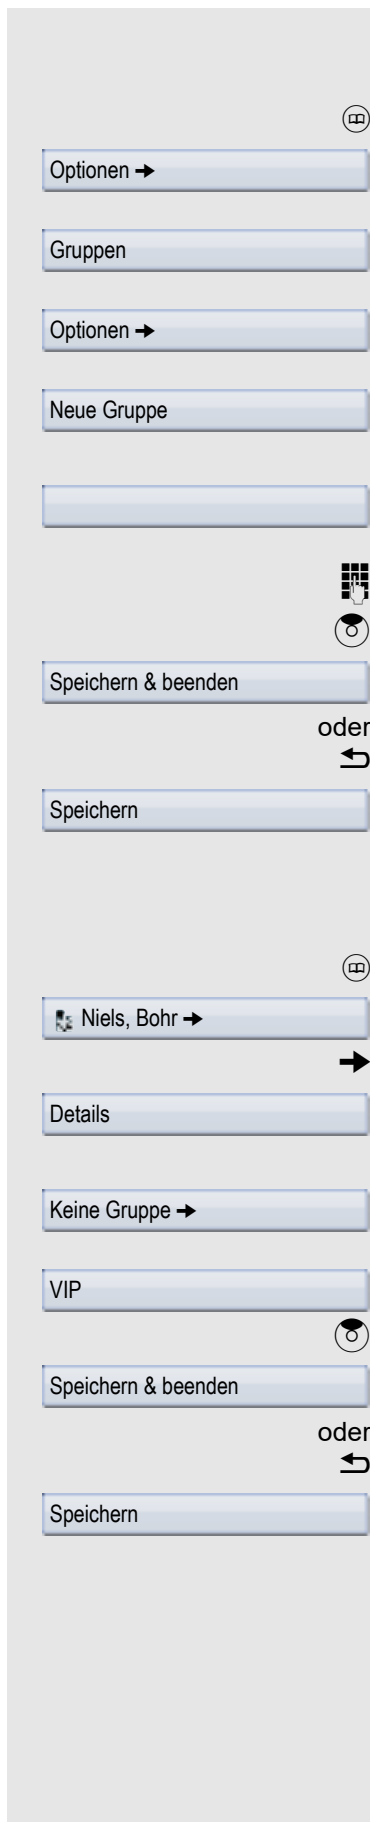 Optionen →
Gruppen
Optionen →
Neue Gruppe
Speichern & beenden
oder
Speichern
Niels, Bohr →
Details
Keine Gruppe →
VIP
Speichern & beenden
oder
Speichern